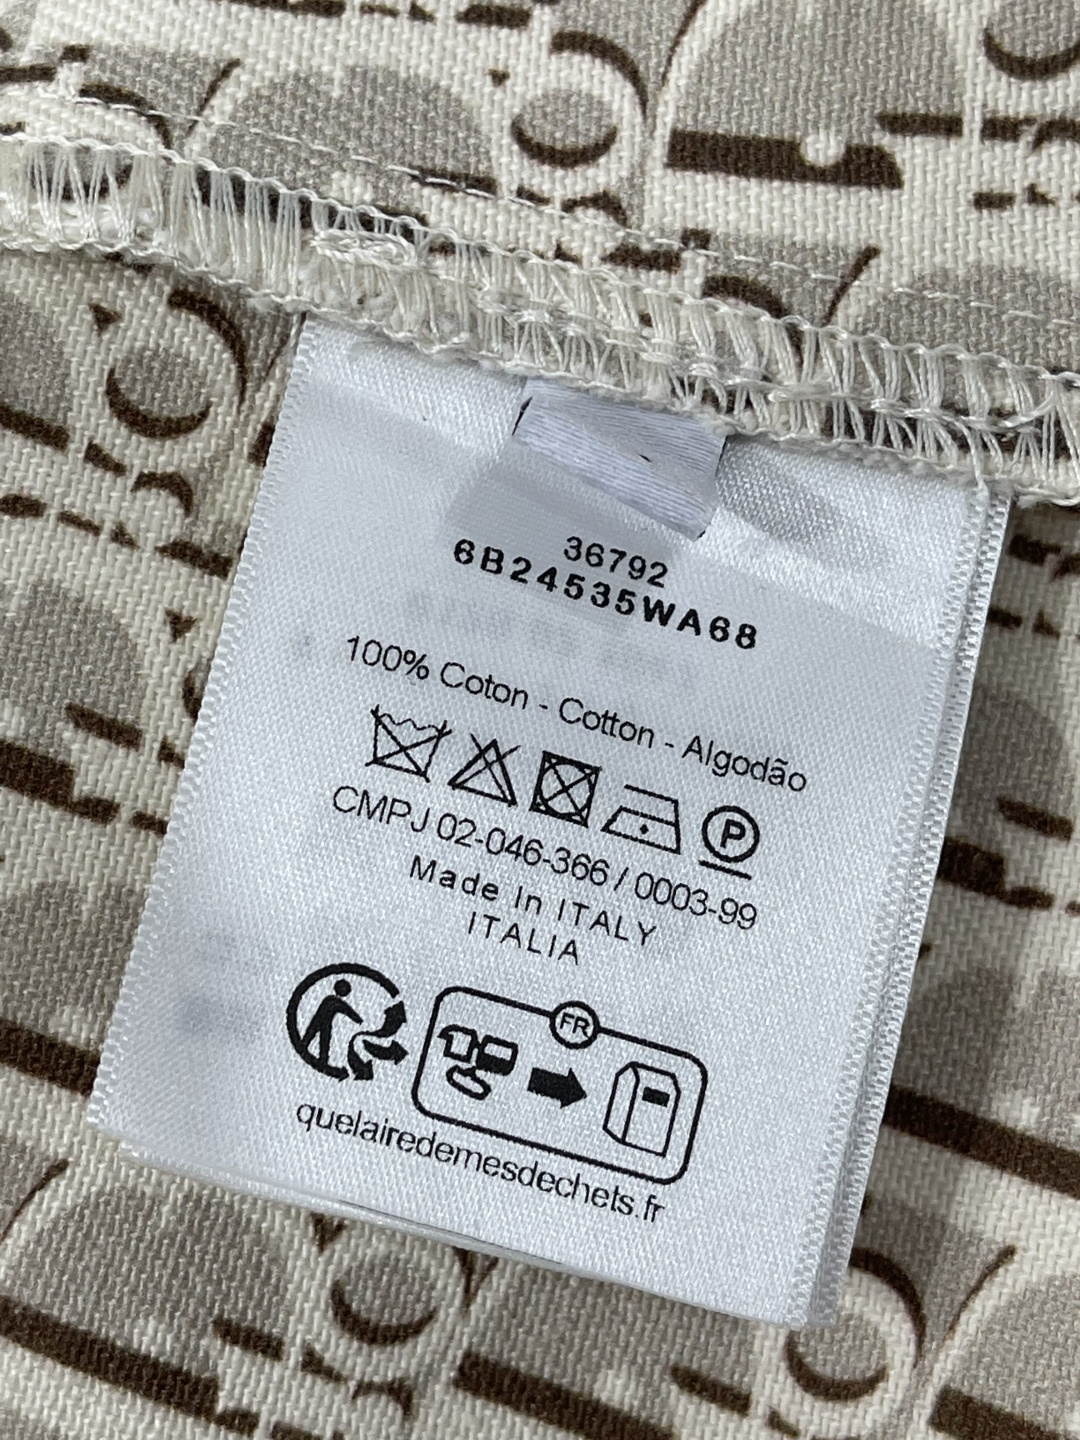 36792
6B24535WA68
100% Coton - Cotton - Algodão
P
CMPJ 02-046-366 / 0003-99
Made In ITALY
ITALIA
FR
quelairedemesdechets.fr